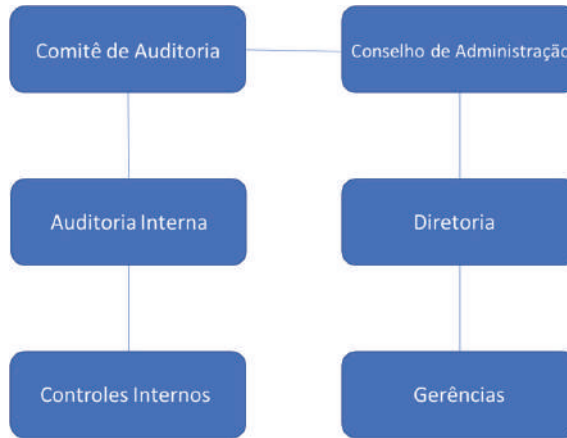 Comitê de Auditoria
Conselho de Administração
Auditoria Interna
Diretoria
Controles Internos
Gerências